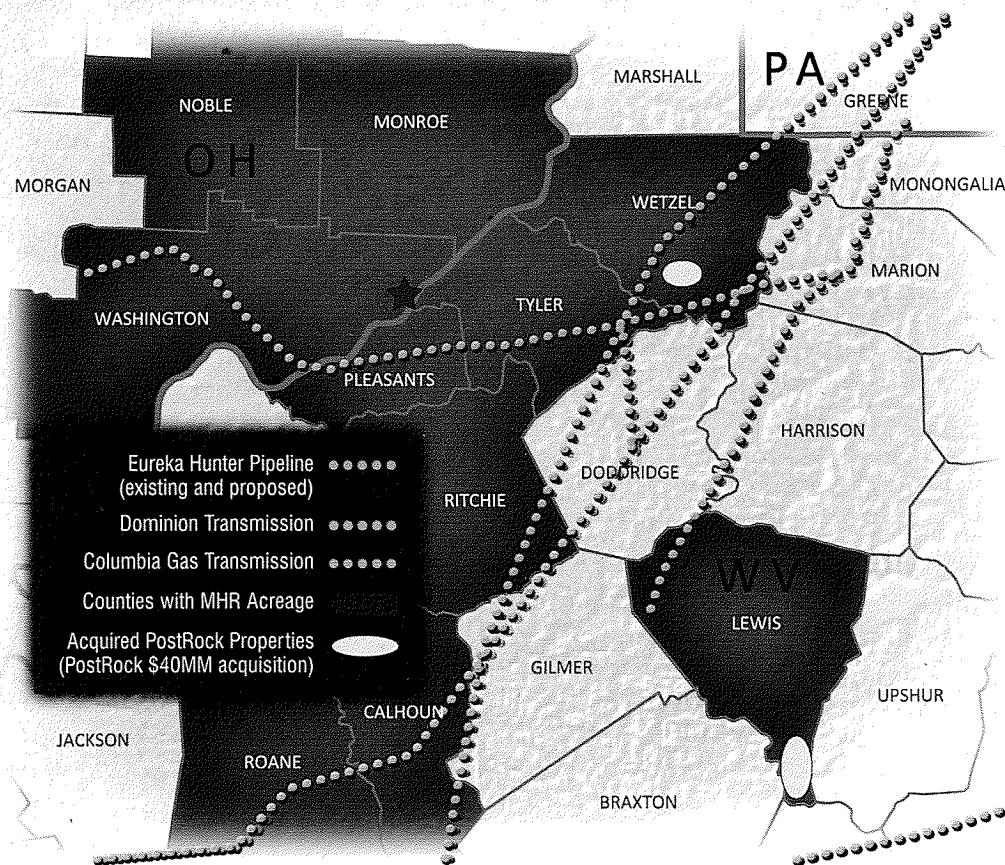 MARSHALL
PA
GREENE
NOBLE
MONROE
OH
MORGAN
MONONGALIA
WETZEL
MARION
TYLER
WASHINGTON
PLEASANTS
HARRISON
DODDRIDGE
RITCHIE
Eureka Hunter Pipeline
(existing and proposed)
Dominion Transmission
Columbia Gas Transmission
Counties with MHR Acreage
Acquired PostRock Properties
(PostRock $40MM acquisition)
WV
LEWIS
GILMER
UPSHUR
CALHOUN
JACKSON
ROANE
BRAXTON